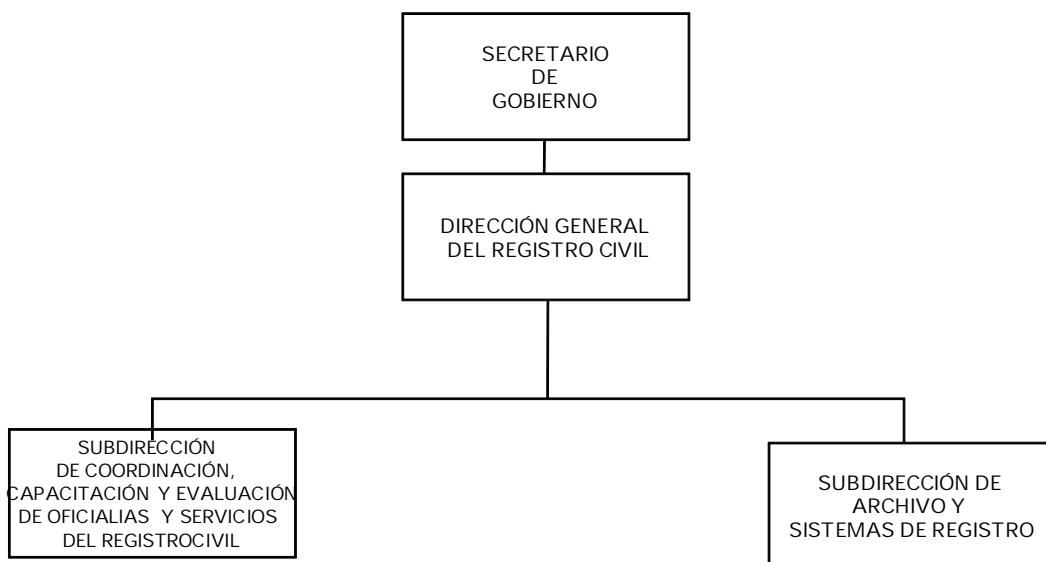 SECRETARIO
DE
GOBIERNO
DIRECCIÓN GENERAL
DEL REGISTRO CIVIL
SUBDIRECCIÓN
DE COORDINACIÓN,
CAPACITACIÓN Y EVALUACIÓN
DE OFICIALIAS Y SERVICIOS
DEL REGISTROCIVIL
SUBDIRECCIÓN DE
ARCHIVO Y
SISTEMAS DE REGISTRO